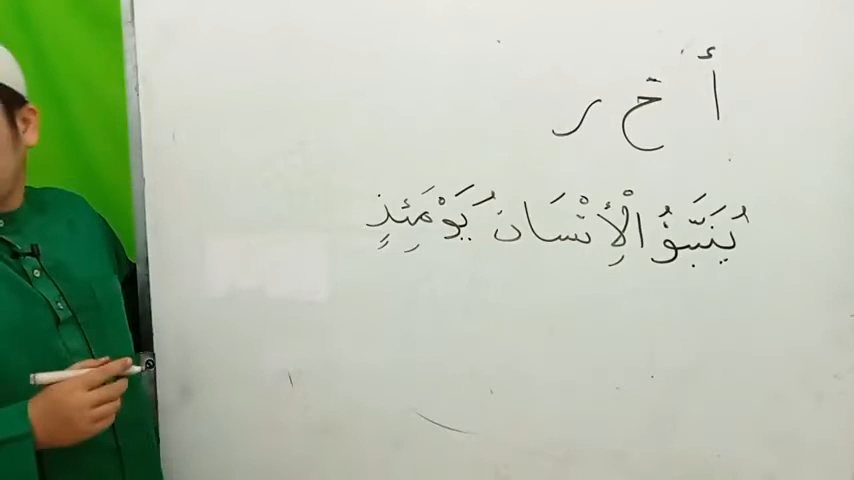 أ خ ر
يُنَبَّؤُ الْإِنْسَانُ يَوْمَئِذٍ